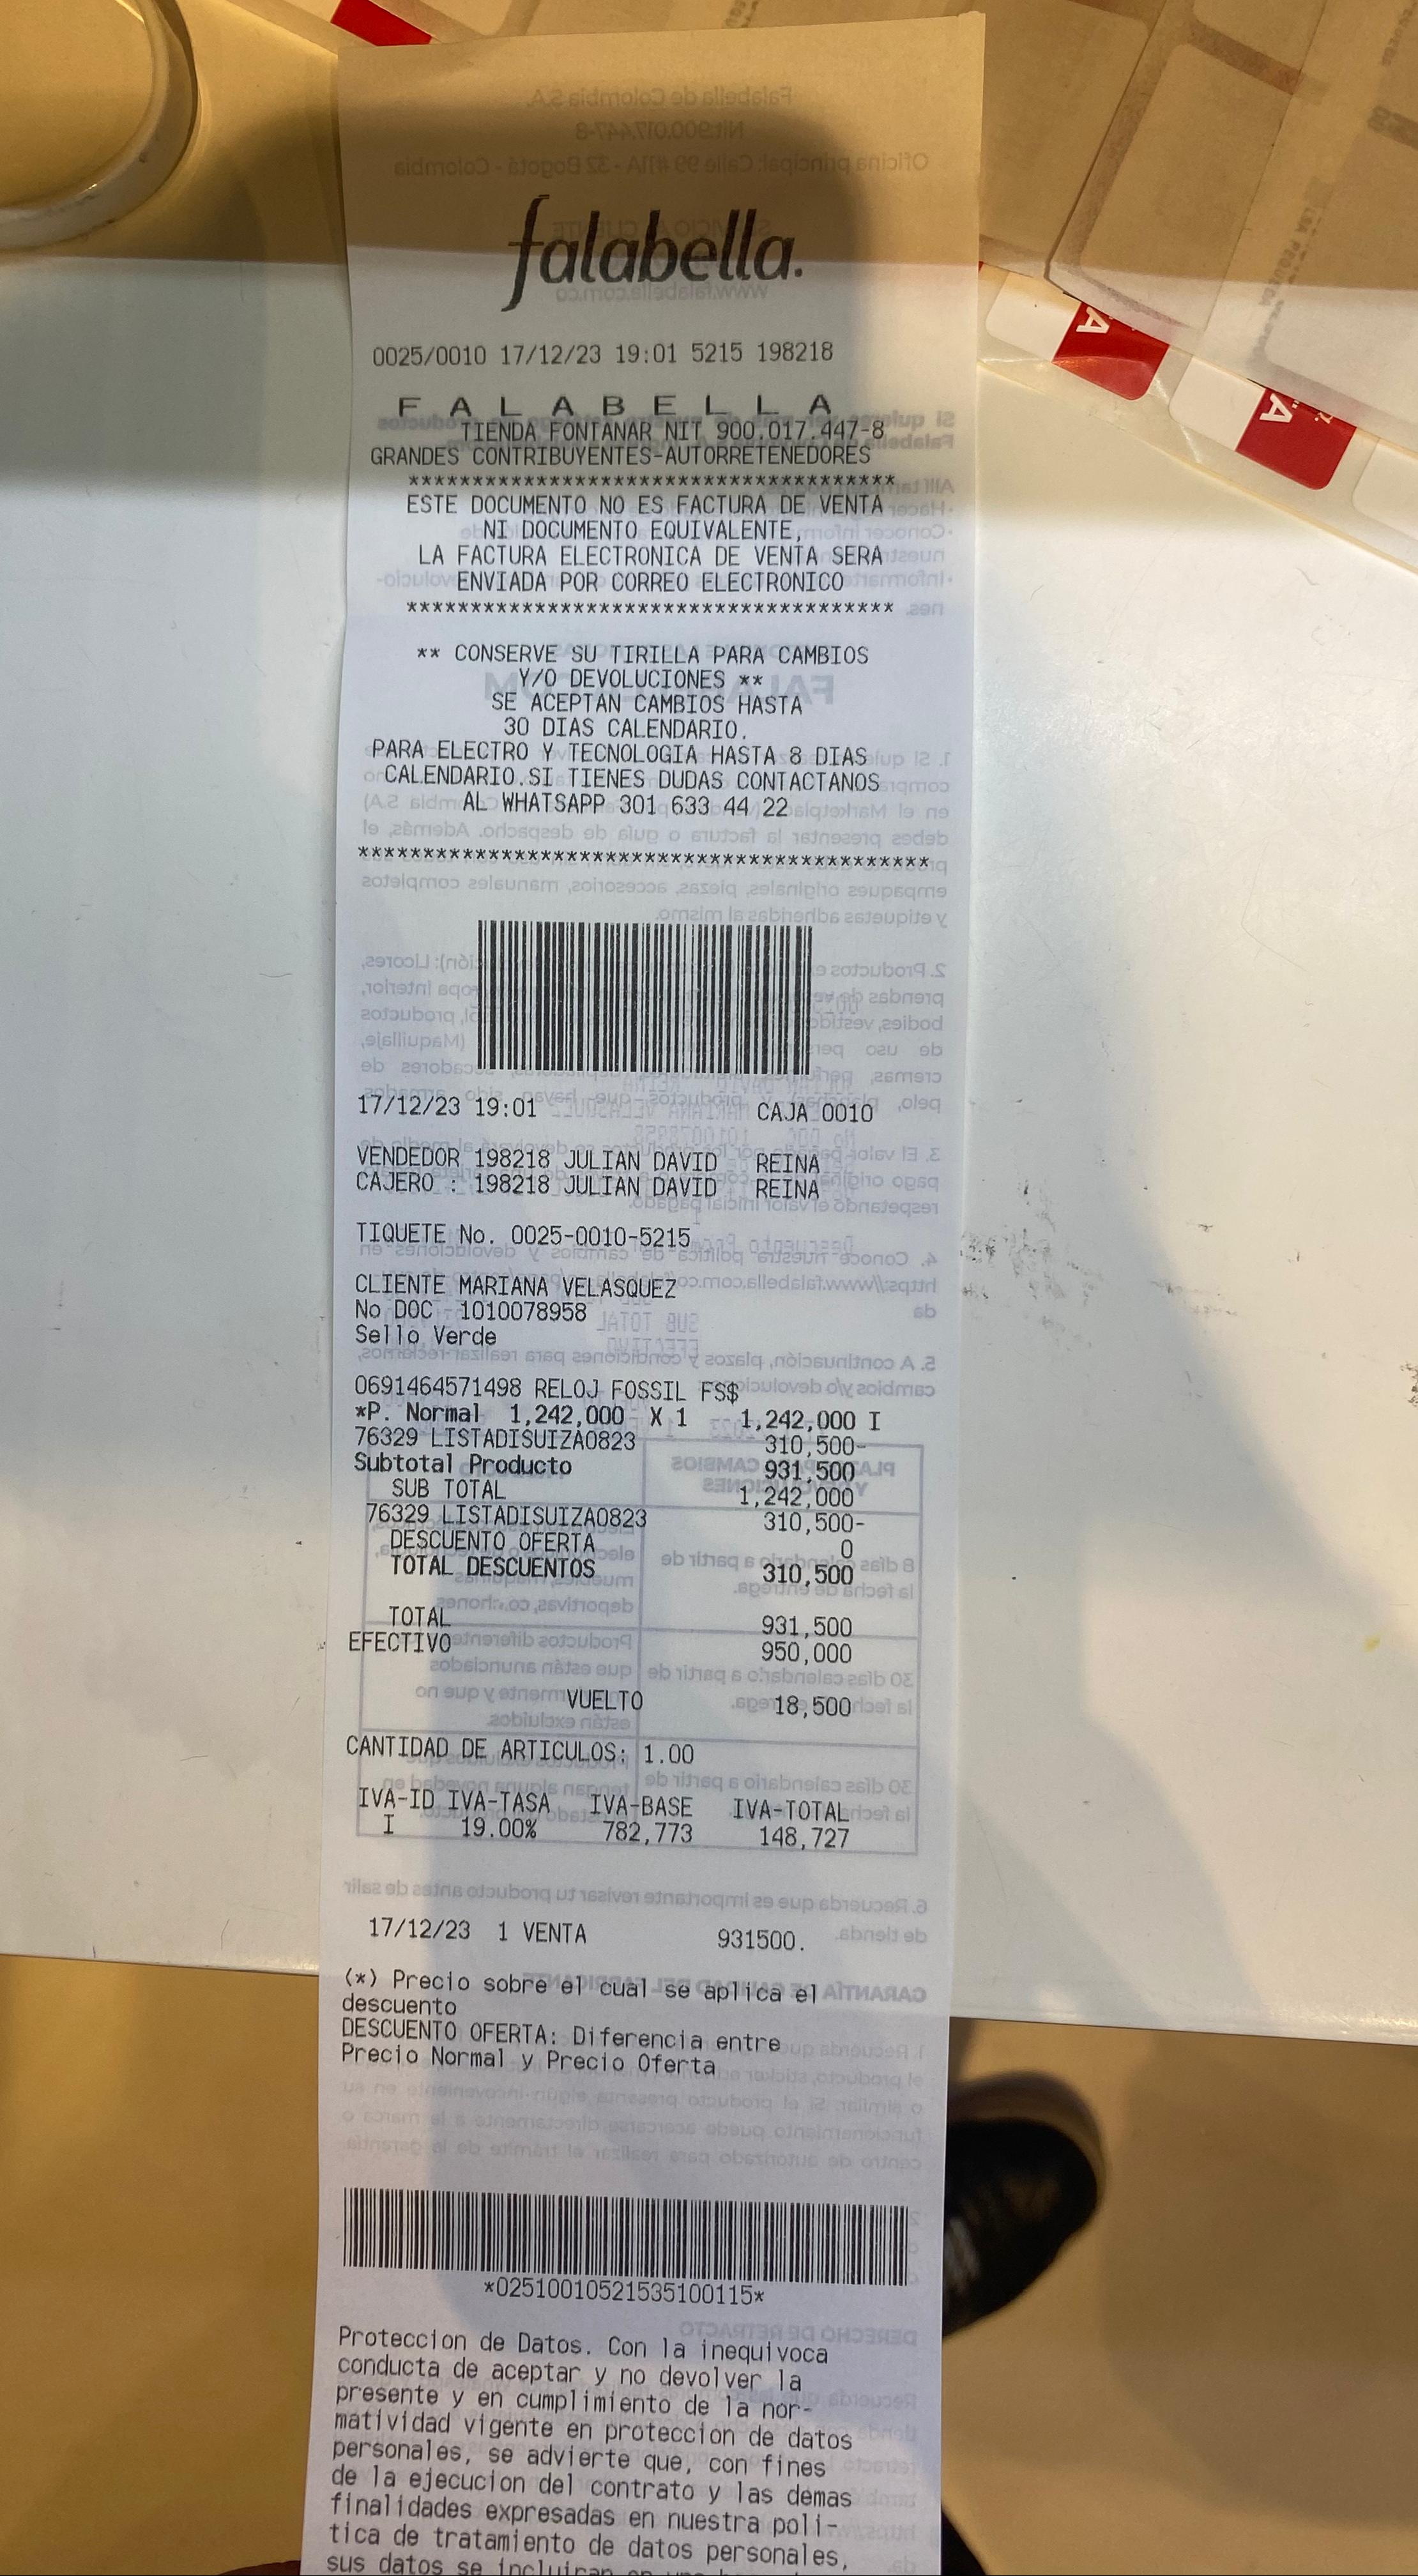 falabella.
0025/0010 17/12/23 19:01 5215 198218
F A L A B E L L A
TIENDA FONTANAR NIT 900.017.447-8
GRANDES CONTRIBUYENTES-AUTORRETENEDORES
**************************************
ESTE DOCUMENTO NO ES FACTURA DE VENTA
NI DOCUMENTO EQUIVALENTE,
LA FACTURA ELECTRONICA DE VENTA SERA
ENVIADA POR CORREO ELECTRONICO
**************************************
** CONSERVE SU TIRILLA PARA CAMBIOS
Y/O DEVOLUCIONES **
SE ACEPTAN CAMBIOS HASTA
30 DIAS CALENDARIO.
PARA ELECTRO Y TECNOLOGIA HASTA 8 DIAS
CALENDARIO.SI TIENES DUDAS CONTACTANOS
AL WHATSAPP 301 633 44 22
*********************************************
17/12/23 19:01 CAJA 0010
VENDEDOR 198218 JULIAN DAVID REINA
CAJERO : 198218 JULIAN DAVID REINA
TIQUETE No. 0025-0010-5215
CLIENTE MARIANA VELASQUEZ
No DOC 1010078958
Sello Verde
0691464571498 RELOJ FOSSIL FS$
*P. Normal 1,242,000 X 1 1,242,000 I
76329 LISTADISUIZA0823 310,500-
Subtotal Producto 931,500
SUB TOTAL 1,242,000
76329 LISTADISUIZA0823 310,500-
DESCUENTO OFERTA 0
TOTAL DESCUENTOS 310,500
TOTAL 931,500
EFECTIVO 950,000
VUELTO 18,500
CANTIDAD DE ARTICULOS: 1.00
IVA-ID IVA-TASA IVA-BASE IVA-TOTAL
I 19.00% 782,773 148,727
17/12/23 1 VENTA 931500.
(*) Precio sobre el cual se aplica el
descuento
DESCUENTO OFERTA: Diferencia entre
Precio Normal y Precio Oferta
*02510010521535100115*
Proteccion de Datos. Con la inequivoca
conducta de aceptar y no devolver la
presente y en cumplimiento de la nor-
matividad vigente en proteccion de datos
personales, se advierte que, con fines
de la ejecucion del contrato y las demas
finalidades expresadas en nuestra poli-
tica de tratamiento de datos personales,
sus datos se incluiran en